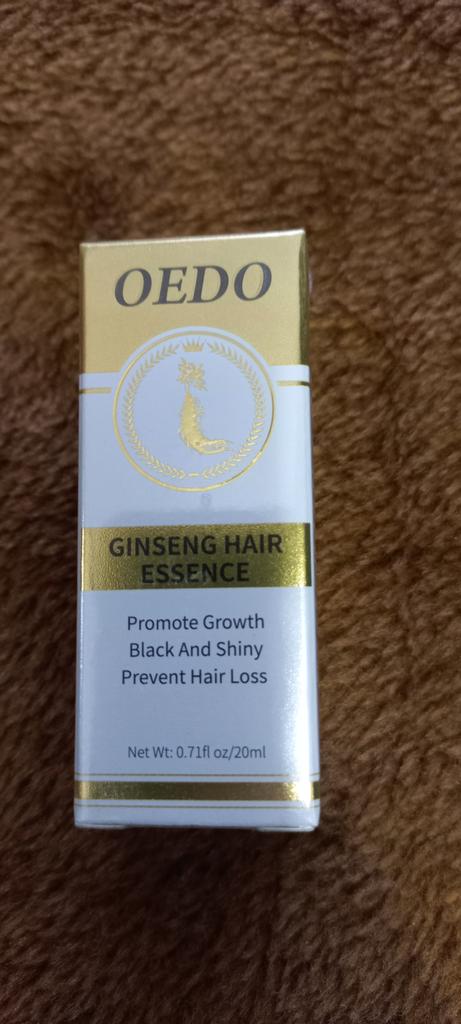 OEDO
GINSENG HAIR
ESSENCE
Promote Growth
Black And Shiny
Prevent Hair Loss
Net Wt: 0.71fl oz/20ml